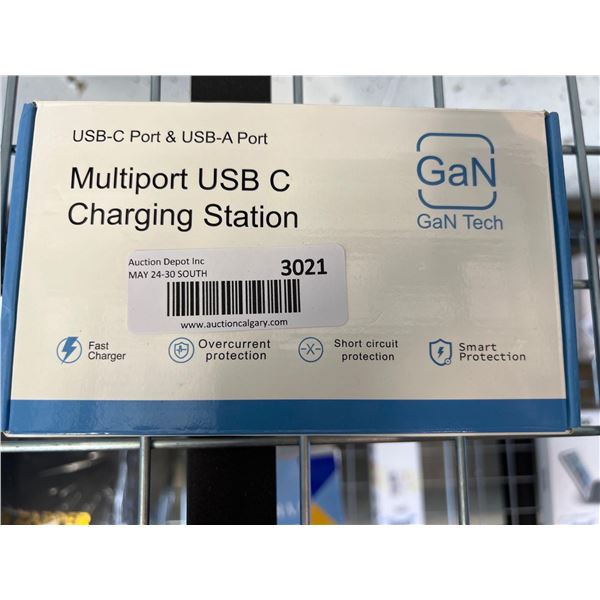 USB-C Port & USB-A Port
Multiport USB C
Charging Station
GaN
GaN Tech
Auction Depot Inc
MAY 24-30 SOUTH
3021
www.auctioncalgary.com
Fast
Charger
Overcurrent
protection
Short circuit
protection
Smart
Protection